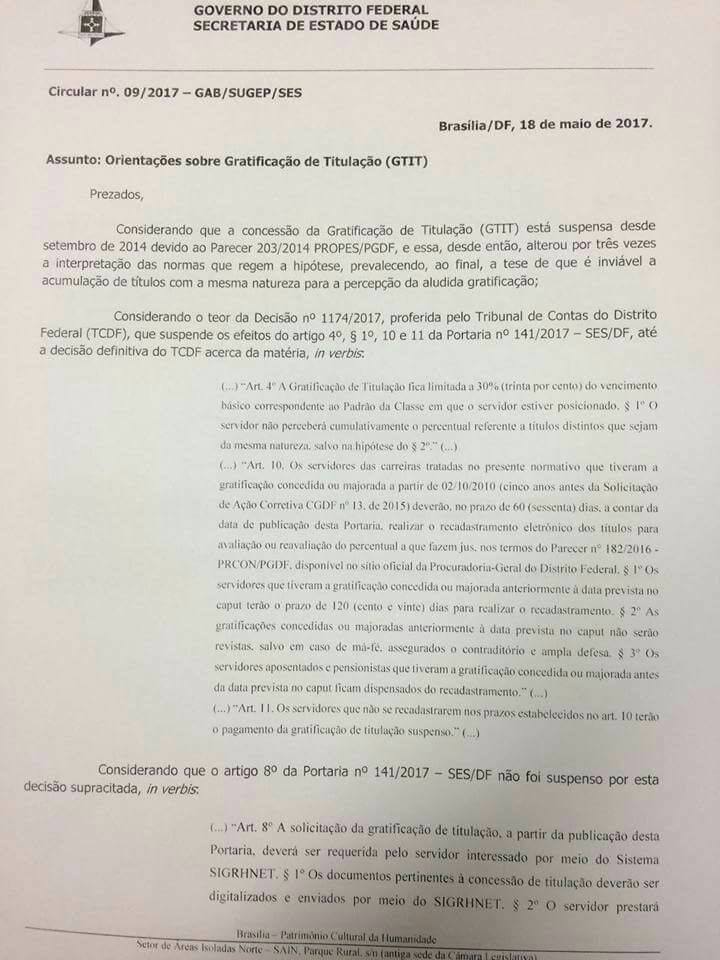 GOVERNO DO DISTRITO FEDERAL
SECRETARIA DE ESTADO DE SAÚDE
Circular nº. 09/2017 – GAB/SUGEP/SES
Brasília/DF, 18 de maio de 2017.
Assunto: Orientações sobre Gratificação de Titulação (GTIT)
Prezados,
Considerando que a concessão da Gratificação de Titulação (GTIT) está suspensa desde
setembro de 2014 devido ao Parecer 203/2014 PROPES/PGDF, e essa, desde então, alterou por três vezes
a interpretação das normas que regem a hipótese, prevalecendo, ao final, a tese de que é inviável a
acumulação de títulos com a mesma natureza para a percepção da aludida gratificação;
Considerando o teor da Decisão nº 1174/2017, proferida pelo Tribunal de Contas do Distrito
Federal (TCDF), que suspende os efeitos do artigo 4º, § 1º, 10 e 11 da Portaria nº 141/2017 – SES/DF, até
a decisão definitiva do TCDF acerca da matéria, in verbis:
(...) "Art. 4º A Gratificação de Titulação fica limitada a 30% (trinta por cento) do vencimento
básico correspondente ao Padrão da Classe em que o servidor estiver posicionado. § 1º O
servidor não perceberá cumulativamente o percentual referente a títulos distintos que sejam
da mesma natureza, salvo na hipótese do § 2º." (...)
(...) "Art. 10. Os servidores das carreiras tratadas no presente normativo que tiveram a
gratificação concedida ou majorada a partir de 02/10/2010 (cinco anos antes da Solicitação
de Ação Corretiva CGDF nº 13, de 2015) deverão, no prazo de 60 (sessenta) dias, a contar da
data de publicação desta Portaria, realizar o recadastramento eletrônico dos títulos para
avaliação ou reavaliação do percentual a que fazem jus, nos termos do Parecer nº 182/2016 -
PRCON/PGDF, disponível no sítio oficial da Procuradoria-Geral do Distrito Federal. § 1º Os
servidores que tiveram a gratificação concedida ou majorada anteriormente à data prevista no
caput terão o prazo de 120 (cento e vinte) dias para realizar o recadastramento. § 2º As
gratificações concedidas ou majoradas anteriormente à data prevista no caput não serão
revistas, salvo em caso de má-fé, assegurados o contraditório e ampla defesa. § 3º Os
servidores aposentados e pensionistas que tiveram a gratificação concedida ou majorada antes
da data prevista no caput ficam dispensados do recadastramento." (...)
(...) "Art. 11. Os servidores que não se recadastrarem nos prazos estabelecidos no art. 10 terão
o pagamento da gratificação de titulação suspenso." (...)
Considerando que o artigo 8º da Portaria nº 141/2017 – SES/DF não foi suspenso por esta
decisão supracitada, in verbis:
(...) "Art. 8º A solicitação da gratificação de titulação, a partir da publicação desta
Portaria, deverá ser requerida pelo servidor interessado por meio do Sistema
SIGRHNET. § 1º Os documentos pertinentes à concessão de titulação deverão ser
digitalizados e enviados por meio do SIGRHNET. § 2º O servidor prestará
Brasília – Patrimônio Cultural da Humanidade
Setor de Áreas Isoladas Norte – SAIN, Parque Rural, s/n (antiga sede da Câmara Legislativa)